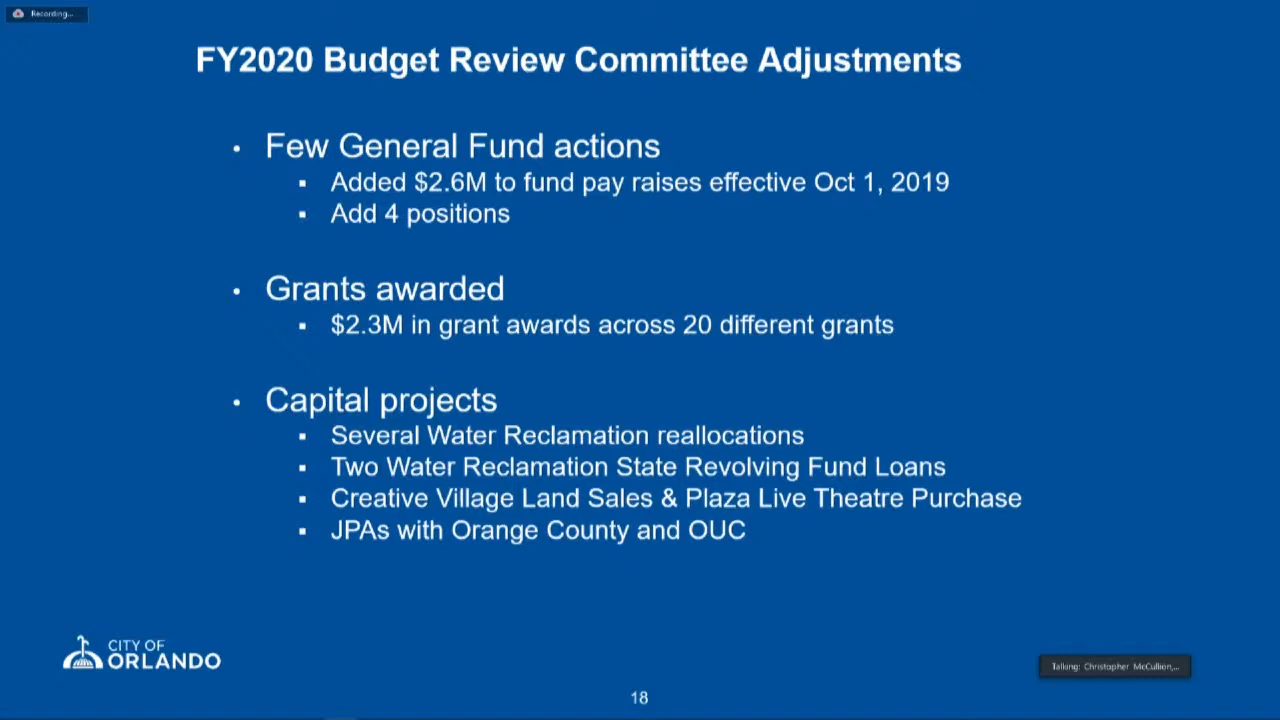 Recording...
FY2020 Budget Review Committee Adjustments
• Few General Fund actions
▪ Added $2.6M to fund pay raises effective Oct 1, 2019
▪ Add 4 positions
• Grants awarded
▪ $2.3M in grant awards across 20 different grants
• Capital projects
▪ Several Water Reclamation reallocations
▪ Two Water Reclamation State Revolving Fund Loans
▪ Creative Village Land Sales & Plaza Live Theatre Purchase
▪ JPAs with Orange County and OUC
CITY OF
ORLANDO
Talking: Christopher McCullion,...
18